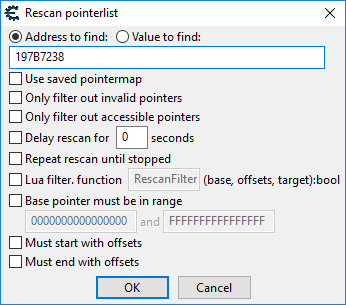 Rescan pointerlist
Address to find: Value to find:
197B7238
Use saved pointermap
Only filter out invalid pointers
Only filter out accessible pointers
Delay rescan for 0 seconds
Repeat rescan until stopped
Lua filter. function RescanFilter (base, offsets, target):bool
Base pointer must be in range
0000000000000000 and FFFFFFFFFFFFFFFF
Must start with offsets
Must end with offsets
OK Cancel